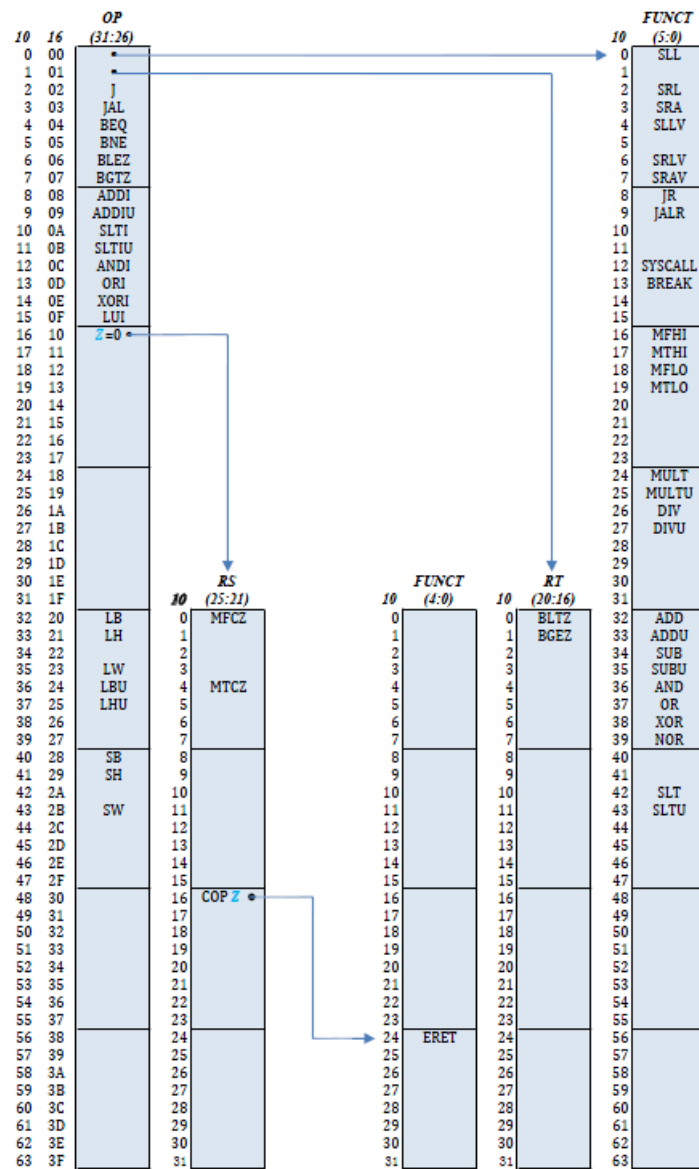 OP FUNCT
10 16 (31:26) 10 (5:0)
0 00 0 SLL
1 01 1
2 02 J 2 SRL
3 03 JAL 3 SRA
4 04 BEQ 4 SLLV
5 05 BNE 5
6 06 BLEZ 6 SRLV
7 07 BGTZ 7 SRAV
8 08 ADDI 8 JR
9 09 ADDIU 9 JALR
10 0A SLTI 10
11 0B SLTIU 11
12 0C ANDI 12 SYSCALL
13 0D ORI 13 BREAK
14 0E XORI 14
15 0F LUI 15
16 10 Z=0 16 MFHI
17 11 17 MTHI
18 12 18 MFLO
19 13 19 MTLO
20 14 20
21 15 21
22 16 22
23 17 23
24 18 24 MULT
25 19 25 MULTU
26 1A 26 DIV
27 1B 27 DIVU
28 1C 28
29 1D 29
30 1E RS FUNCT RT 30
31 1F 10 (25:21) 10 (4:0) 10 (20:16) 31
32 20 LB 0 MFCZ 0 0 BLTZ 32 ADD
33 21 LH 1 1 1 BGEZ 33 ADDU
34 22 2 2 2 34 SUB
35 23 LW 3 3 3 35 SUBU
36 24 LBU 4 MTCZ 4 4 36 AND
37 25 LHU 5 5 5 37 OR
38 26 6 6 6 38 XOR
39 27 7 7 7 39 NOR
40 28 SB 8 8 8 40
41 29 SH 9 9 9 41
42 2A 10 10 10 42 SLT
43 2B SW 11 11 11 43 SLTU
44 2C 12 12 12 44
45 2D 13 13 13 45
46 2E 14 14 14 46
47 2F 15 15 15 47
48 30 16 COP Z 16 16 48
49 31 17 17 17 49
50 32 18 18 18 50
51 33 19 19 19 51
52 34 20 20 20 52
53 35 21 21 21 53
54 36 22 22 22 54
55 37 23 23 23 55
56 38 24 24 ERET 24 56
57 39 25 25 25 57
58 3A 26 26 26 58
59 3B 27 27 27 59
60 3C 28 28 28 60
61 3D 29 29 29 61
62 3E 30 30 30 62
63 3F 31 31 31 63